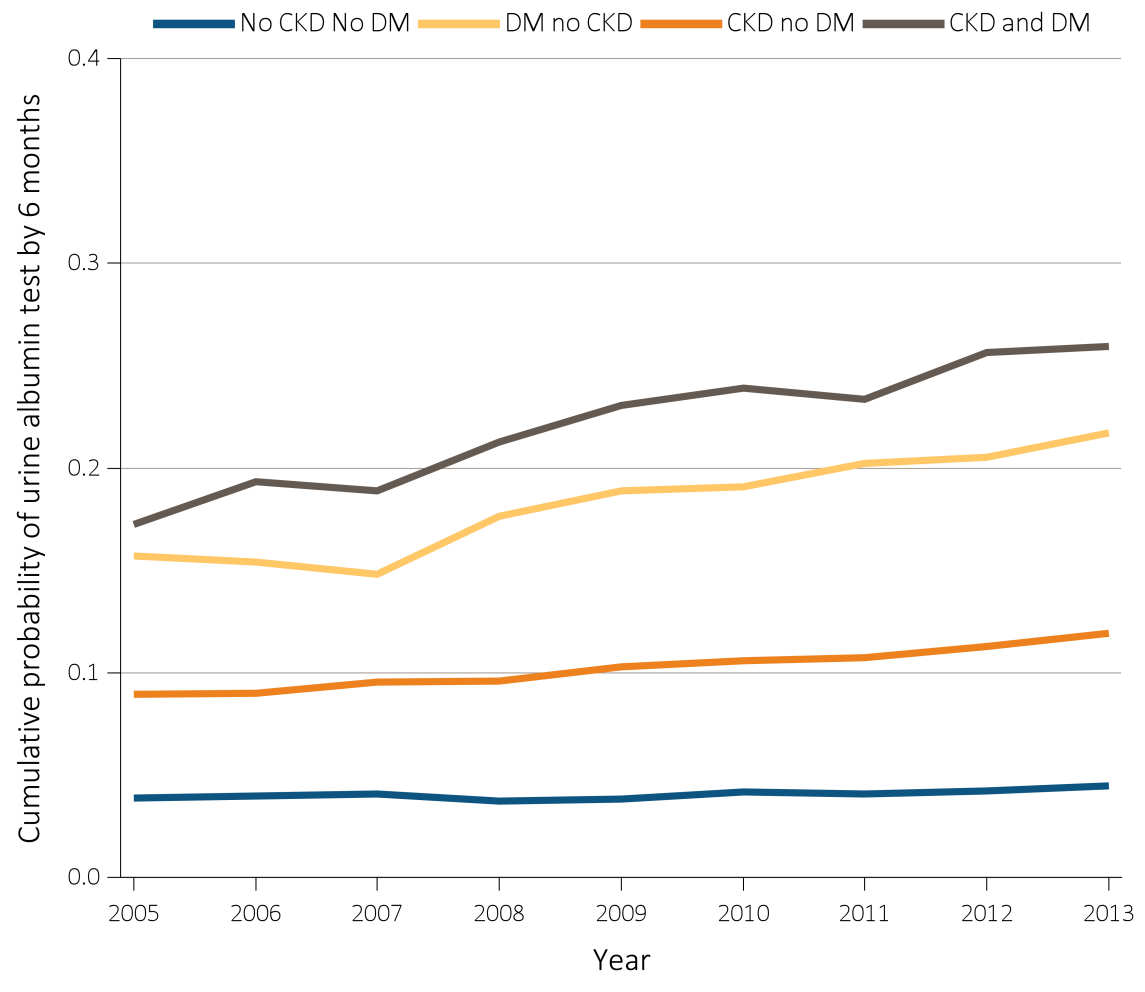 No CKD No DM DM no CKD CKD no DM CKD and DM
Cumulative probability of urine albumin test by 6 months
0.4
0.3
0.2
0.1
0.0
2005 2006 2007 2008 2009 2010 2011 2012 2013
Year